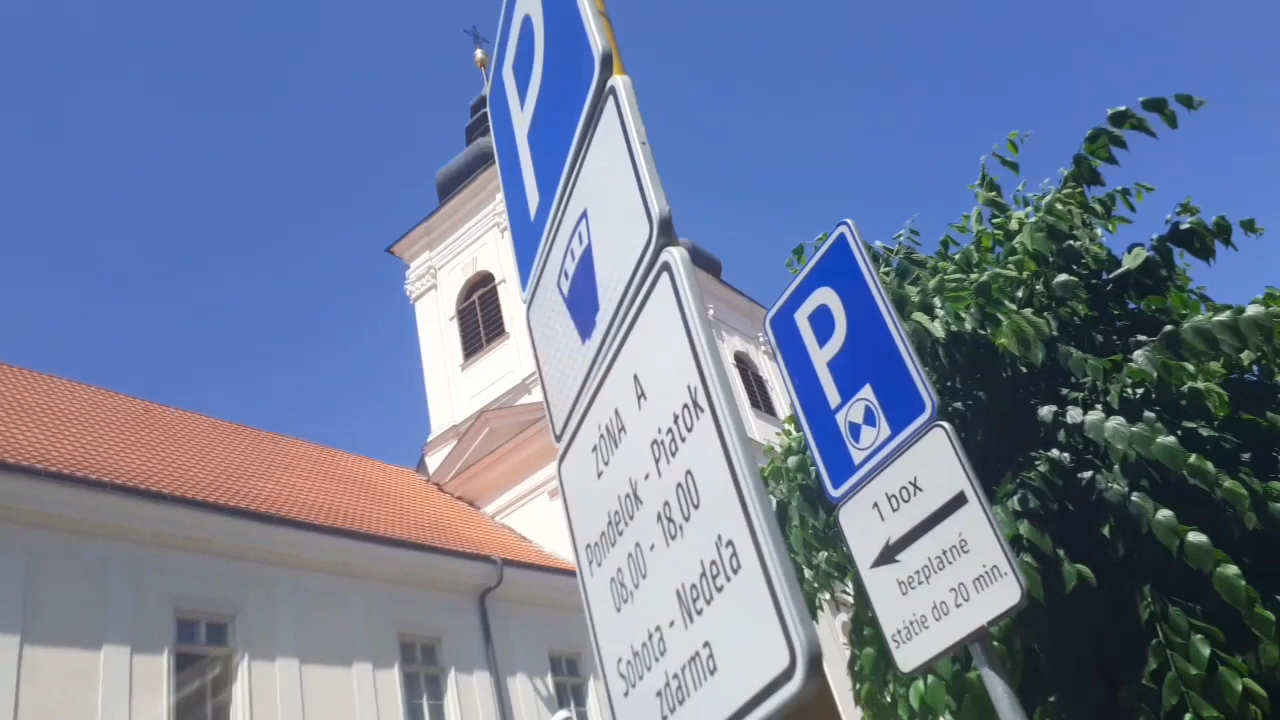 P
ZÓNA A
Pondelok - Piatok
08,00 - 18,00
Sobota - Nedeľa
zdarma
P
1 box
bezplatné
státie do 20 min.